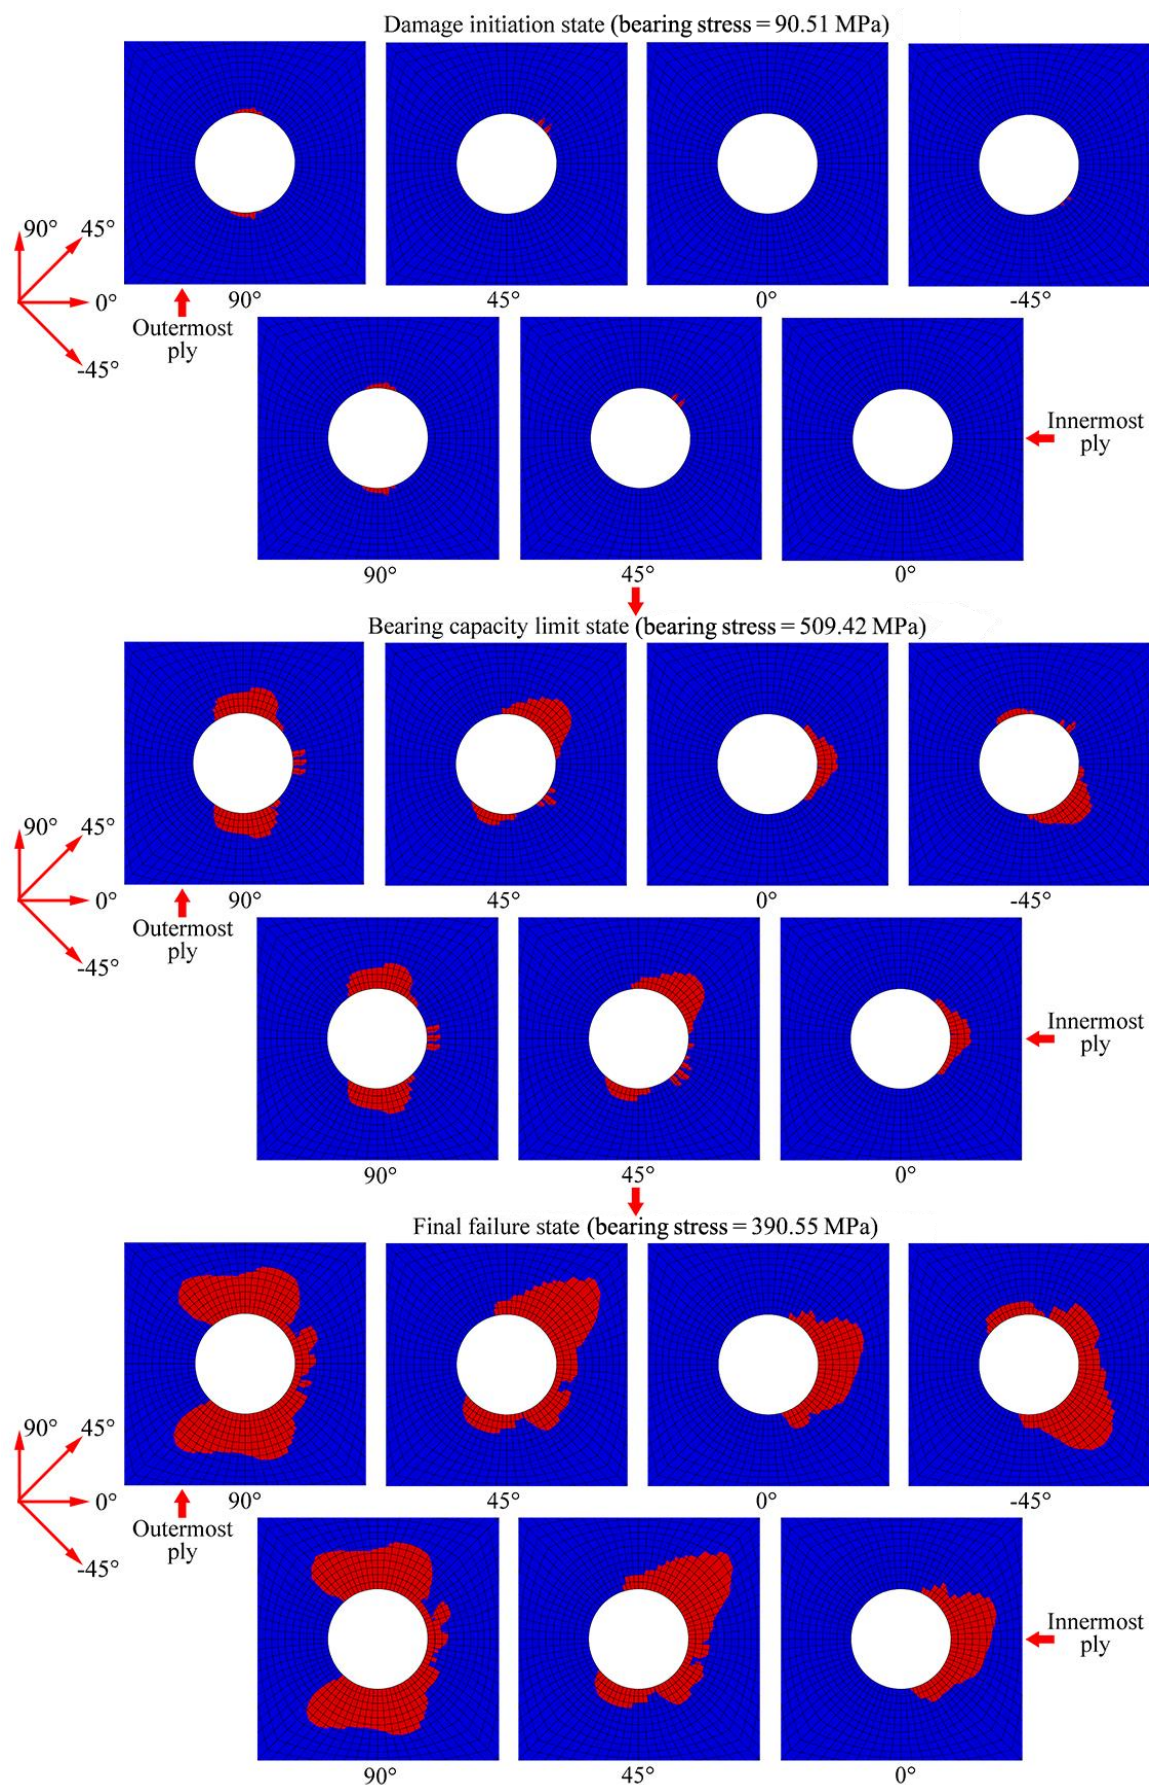 Damage initiation state (bearing stress = 90.51 MPa)
90°
45°
0°
-45°
90°
45°
0°
-45°
Outermost
ply
Innermost
ply
90°
45°
0°
Bearing capacity limit state (bearing stress = 509.42 MPa)
90°
45°
0°
-45°
90°
45°
0°
-45°
Outermost
ply
Innermost
ply
90°
45°
0°
Final failure state (bearing stress = 390.55 MPa)
90°
45°
0°
-45°
90°
45°
0°
-45°
Outermost
ply
Innermost
ply
90°
45°
0°